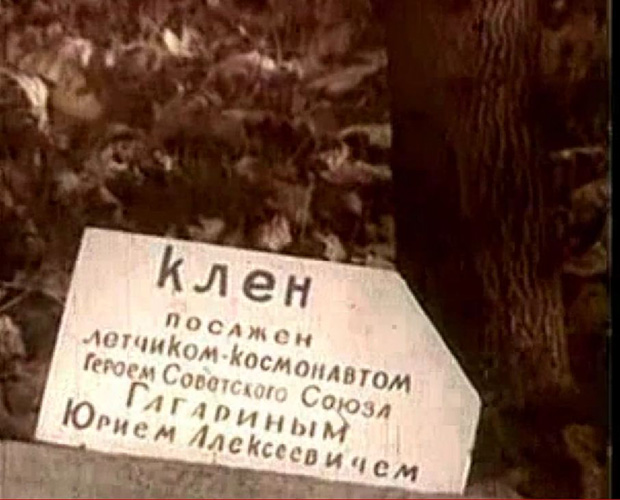 клен
посажен
летчиком-космонавтом
Героем Советского Союза
Гагариным
Юрием Алексеевичем